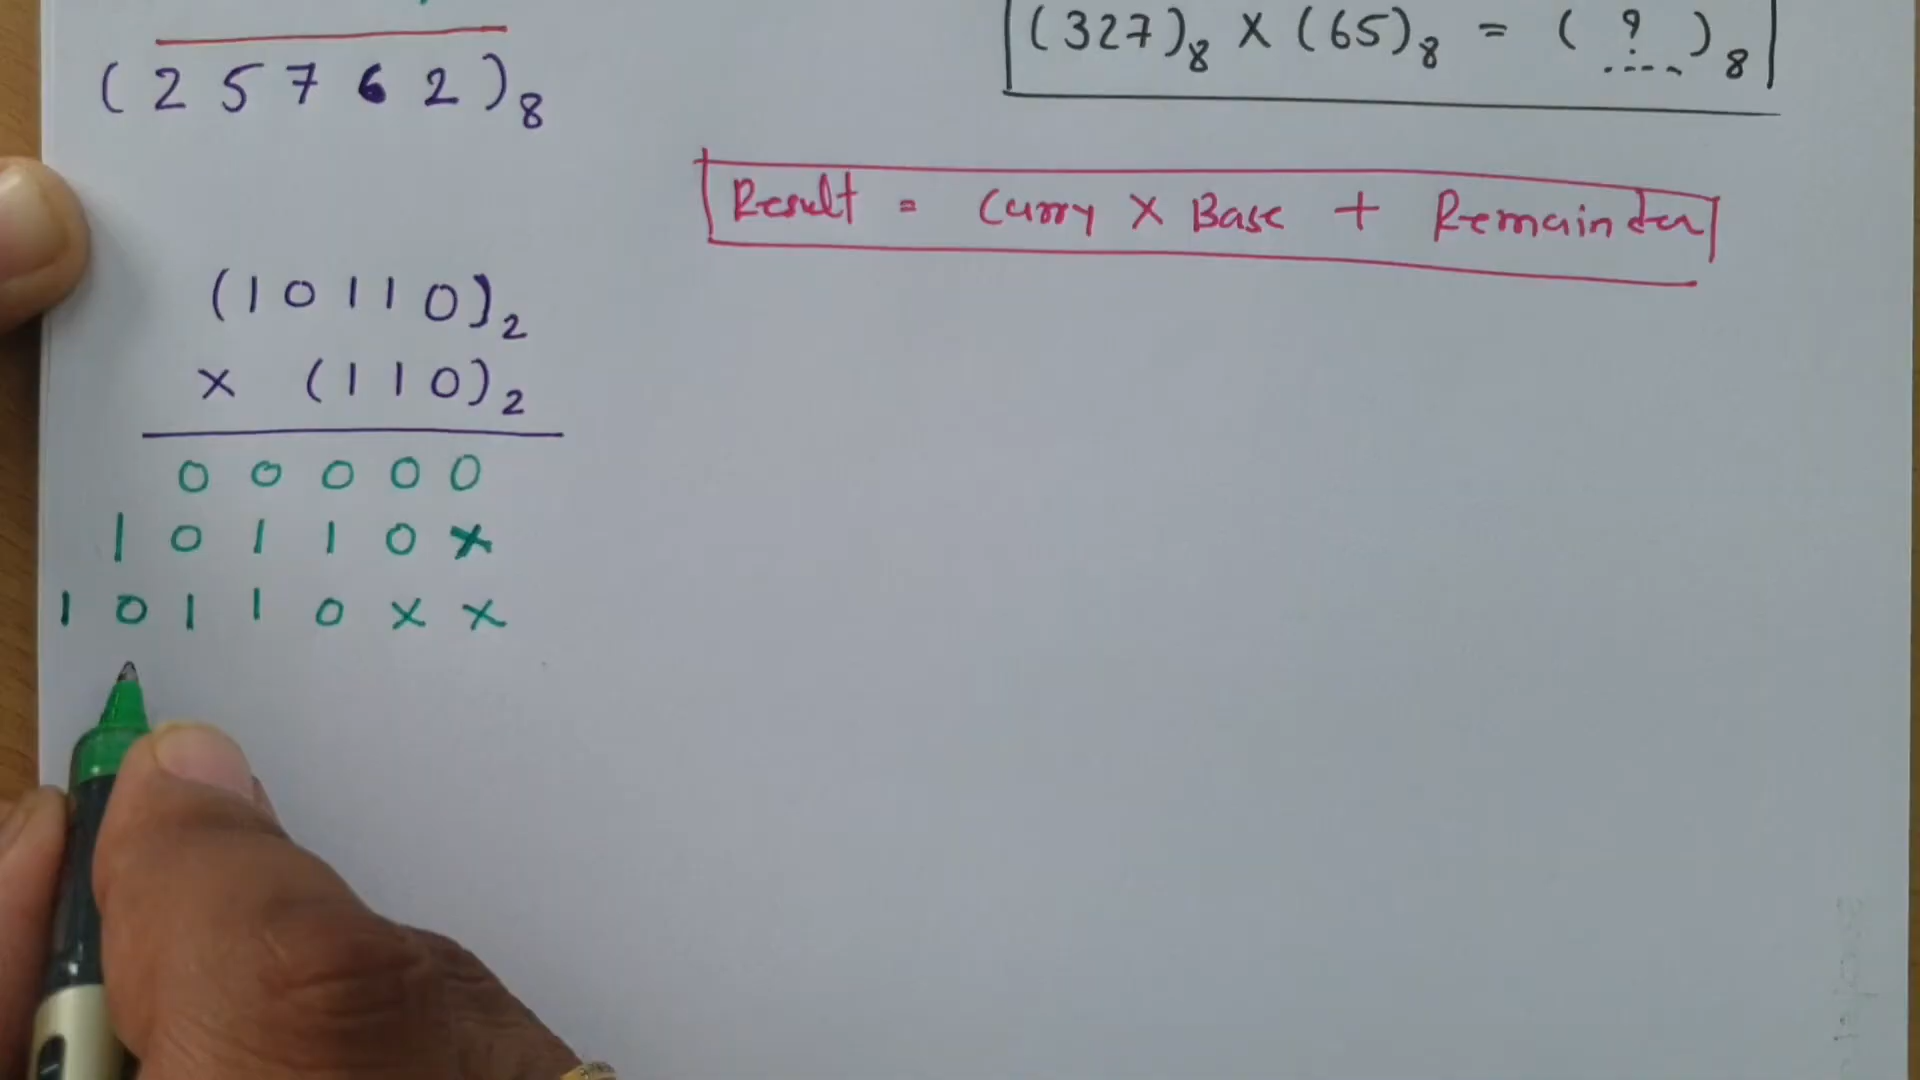 (25762)8
(327)8 X (65)8 = ( ? )8
Result = Carry X Base + Remainder
(10110)2
x (110)2
0 0 0 0 0
1 0 1 1 0 x
1 0 1 1 0 x x